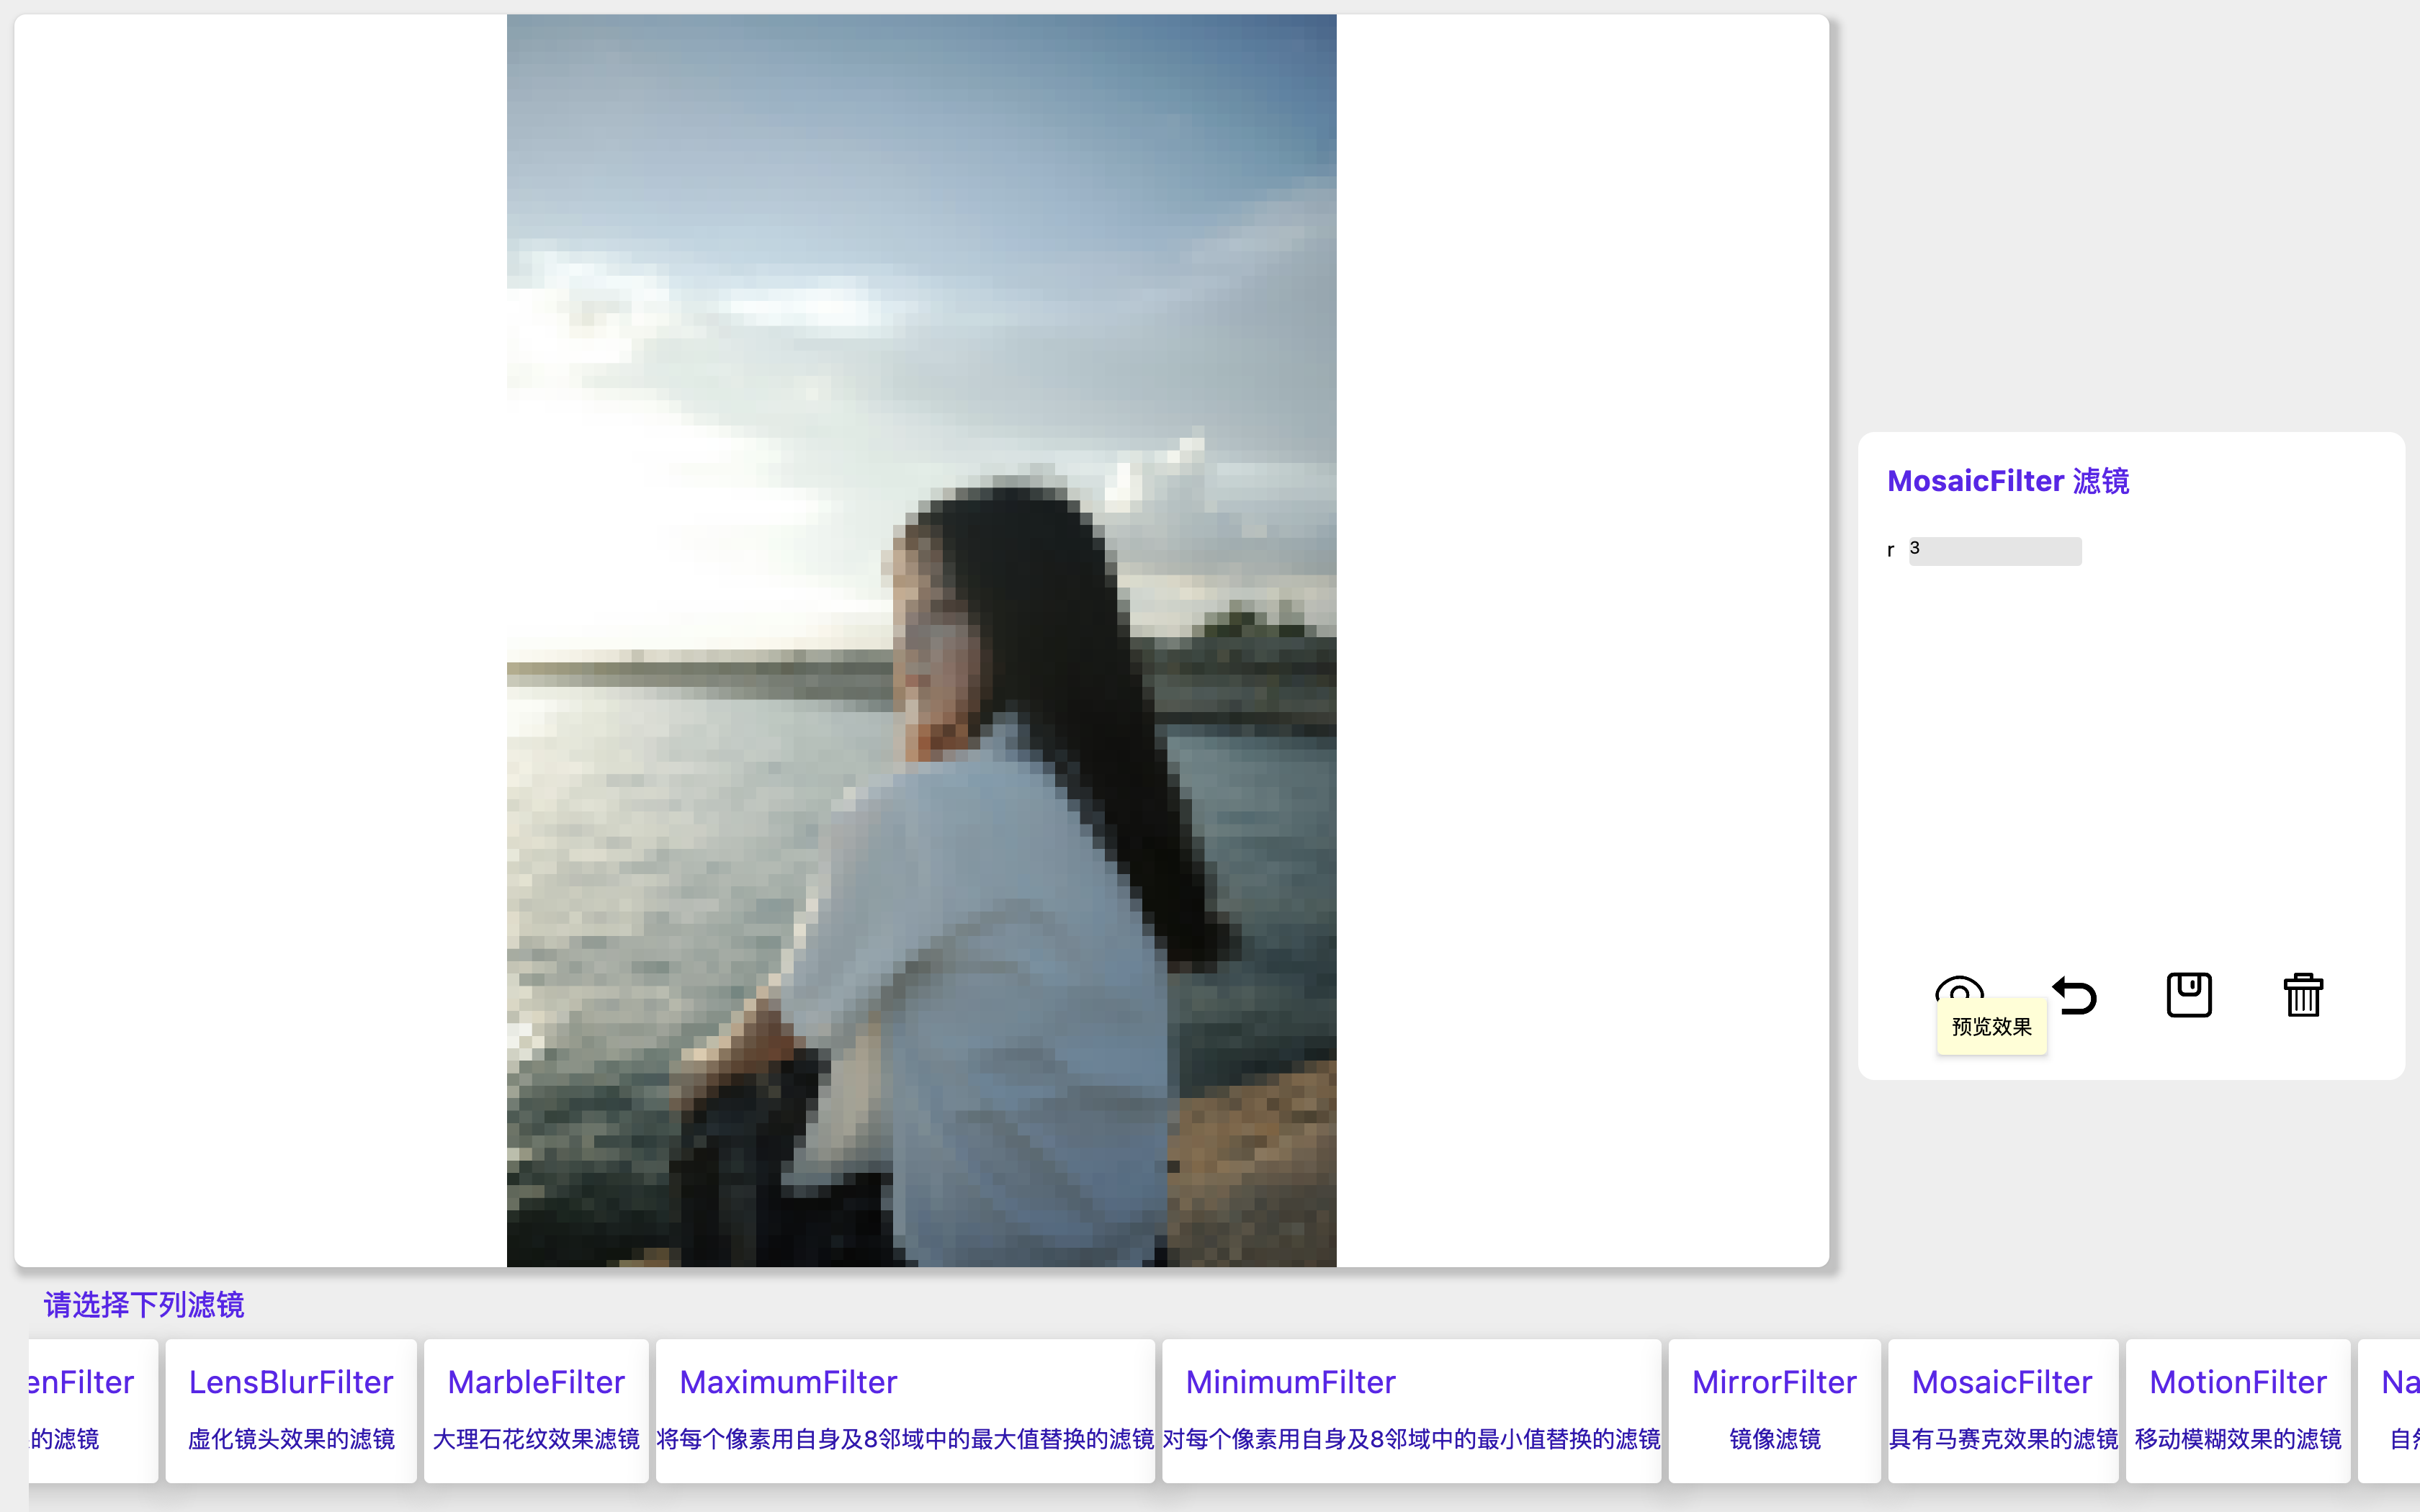 MosaicFilter 滤镜
r 3
预览效果
请选择下列滤镜
enFilter
的滤镜
LensBlurFilter
虚化镜头效果的滤镜
MarbleFilter
大理石花纹效果滤镜
MaximumFilter
将每个像素用自身及8邻域中的最大值替换的滤镜
MinimumFilter
对每个像素用自身及8邻域中的最小值替换的滤镜
MirrorFilter
镜像滤镜
MosaicFilter
具有马赛克效果的滤镜
MotionFilter
移动模糊效果的滤镜
Na